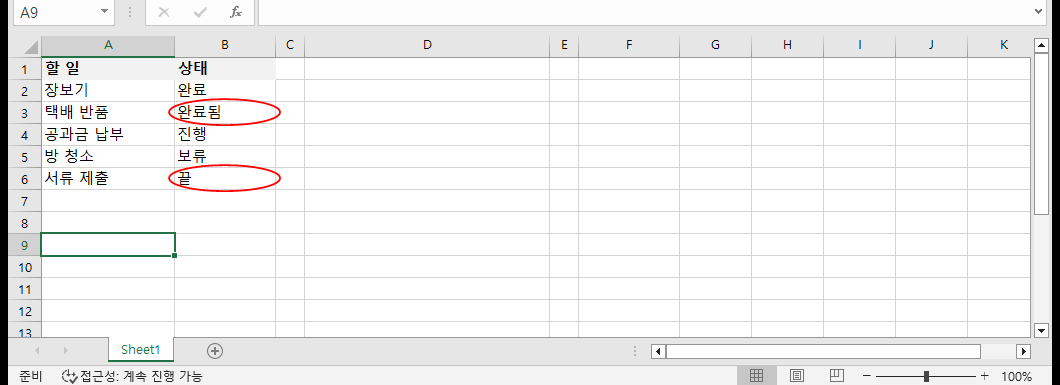 A9 fx
A B C D E F G H I J K
1 할 일 상태
2 장보기 완료
3 택배 반품 완료됨
4 공과금 납부 진행
5 방 청소 보류
6 서류 제출 끝
7
8
9
10
11
12
13
Sheet1
준비 접근성: 계속 진행 가능 100%